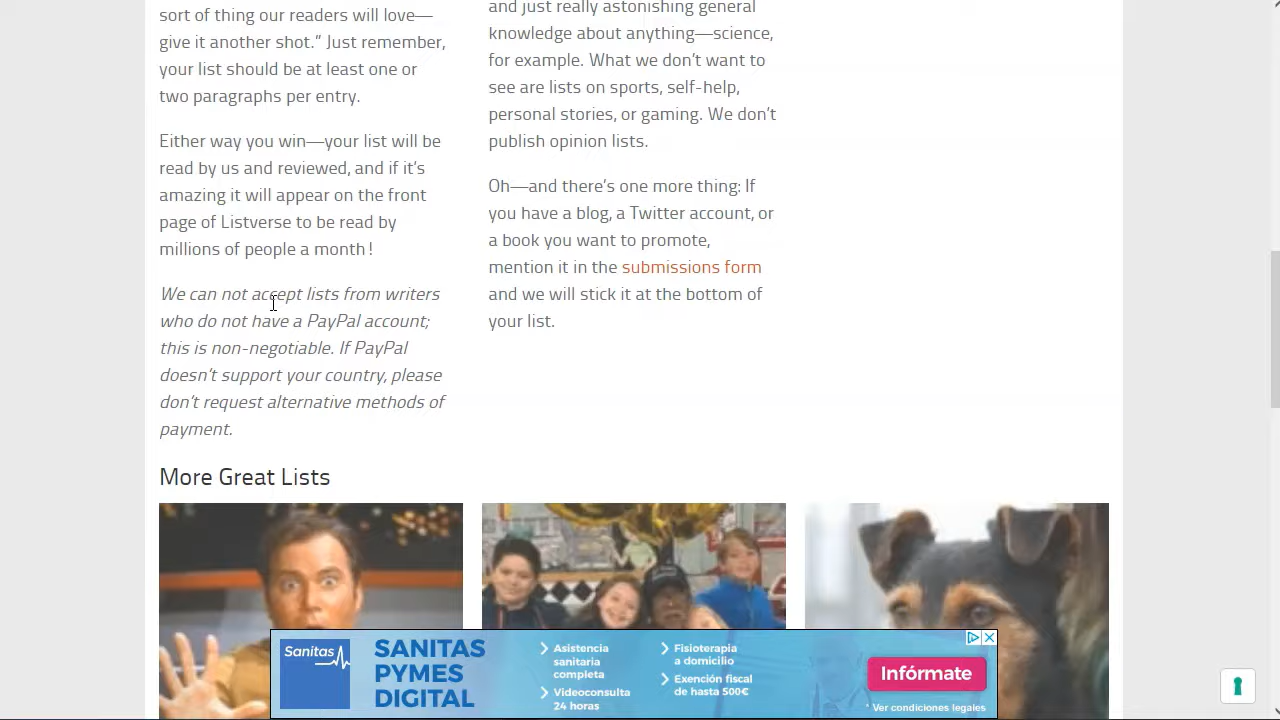 sort of thing our readers will love—
give it another shot.” Just remember,
your list should be at least one or
two paragraphs per entry.
Either way you win—your list will be
read by us and reviewed, and if it’s
amazing it will appear on the front
page of Listverse to be read by
millions of people a month!
We can not accept lists from writers
who do not have a PayPal account;
this is non-negotiable. If PayPal
doesn’t support your country, please
don’t request alternative methods of
payment.
and just really astonishing general
knowledge about anything—science,
for example. What we don’t want to
see are lists on sports, self-help,
personal stories, or gaming. We don’t
publish opinion lists.
Oh—and there’s one more thing: If
you have a blog, a Twitter account, or
a book you want to promote,
mention it in the submissions form
and we will stick it at the bottom of
your list.
More Great Lists
Sanitas
SANITAS
PYMES
DIGITAL
Asistencia
sanitaria
completa
Videoconsulta
24 horas
Fisioterapia
a domicilio
Exención fiscal
de hasta 500€
Infórmate
* Ver condiciones legales